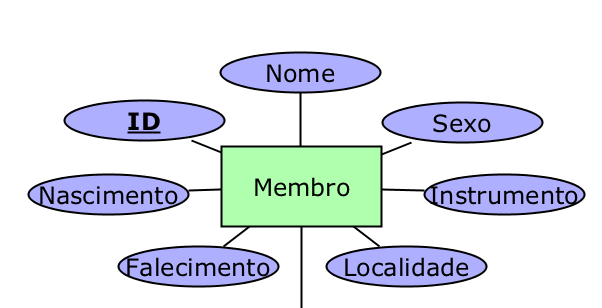 Nome
ID
Sexo
Membro
Nascimento
Instrumento
Falecimento
Localidade